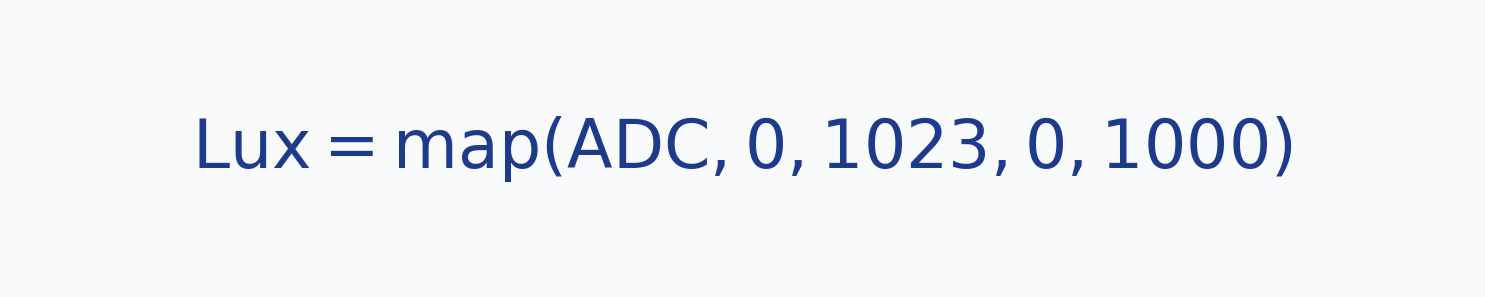 Lux = map(ADC, 0, 1023, 0, 1000)